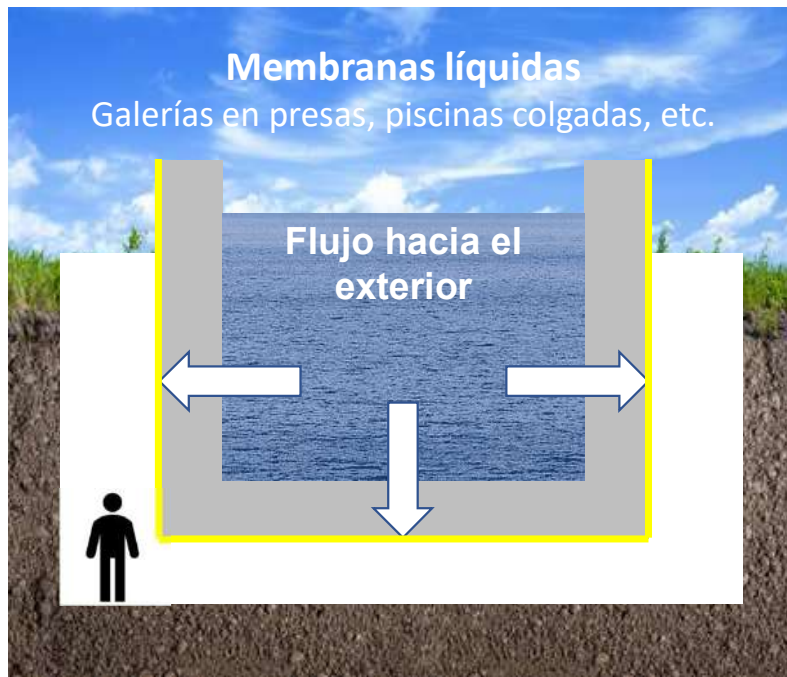 Membranas líquidas
Galerías en presas, piscinas colgadas, etc.
Flujo hacia el
exterior